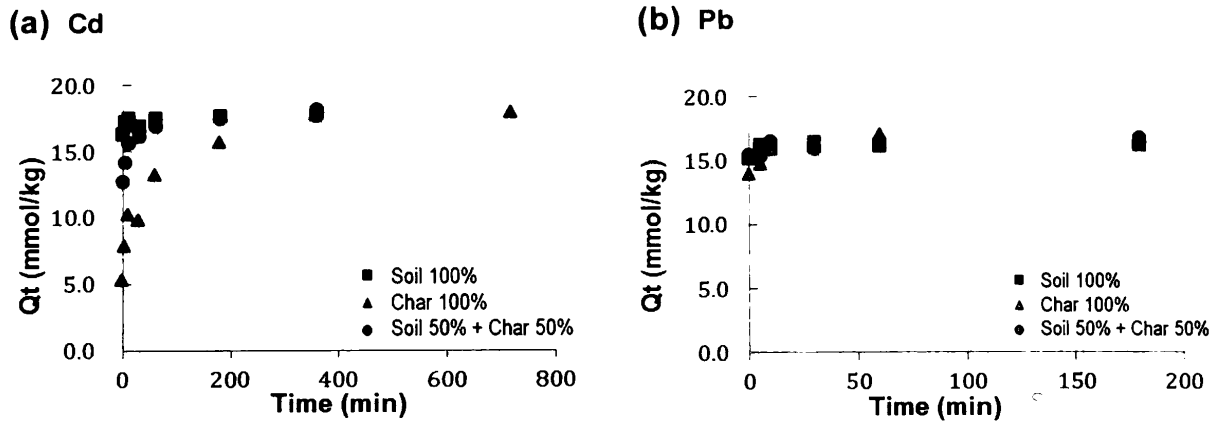 (a) Cd
20.0
15.0
10.0
5.0
0.0
Qt (mmol/kg)
Soil 100%
Char 100%
Soil 50% + Char 50%
0 200 400 600 800
Time (min)
(b) Pb
20.0
15.0
10.0
5.0
0.0
Qt (mmol/kg)
Soil 100%
Char 100%
Soil 50% + Char 50%
0 50 100 150 200
Time (min)